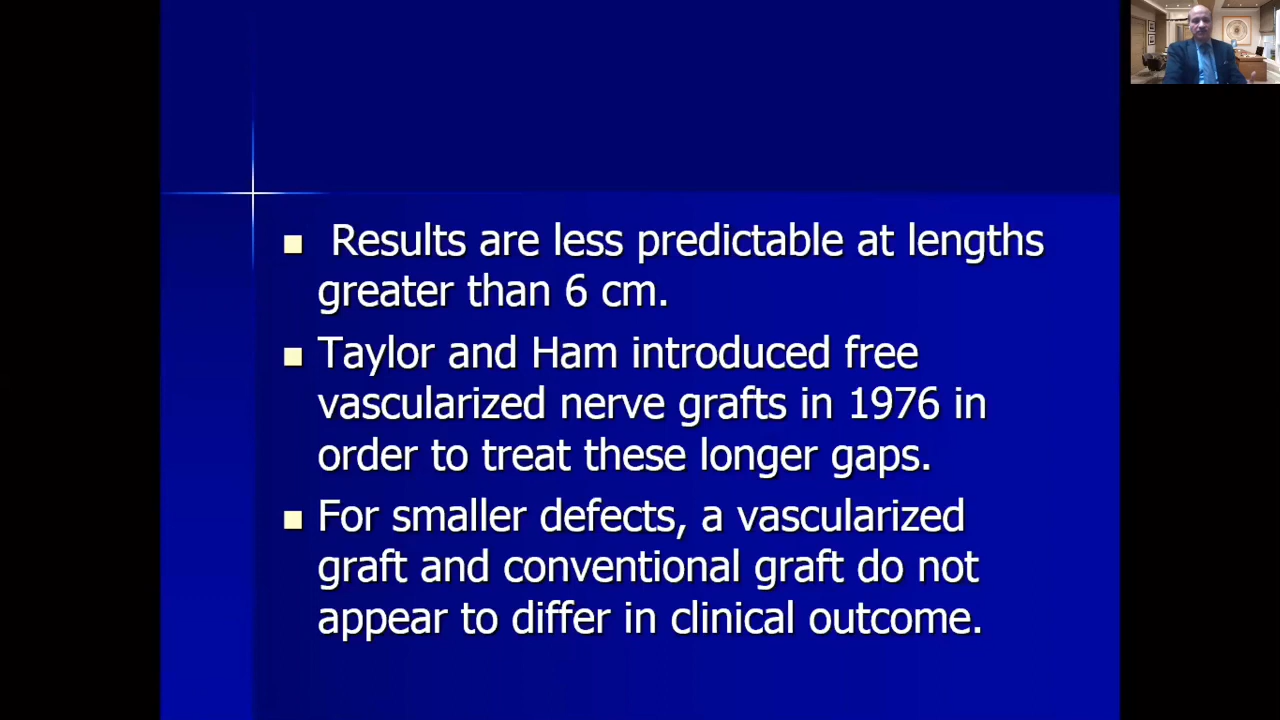 Results are less predictable at lengths
greater than 6 cm.
Taylor and Ham introduced free
vascularized nerve grafts in 1976 in
order to treat these longer gaps.
For smaller defects, a vascularized
graft and conventional graft do not
appear to differ in clinical outcome.